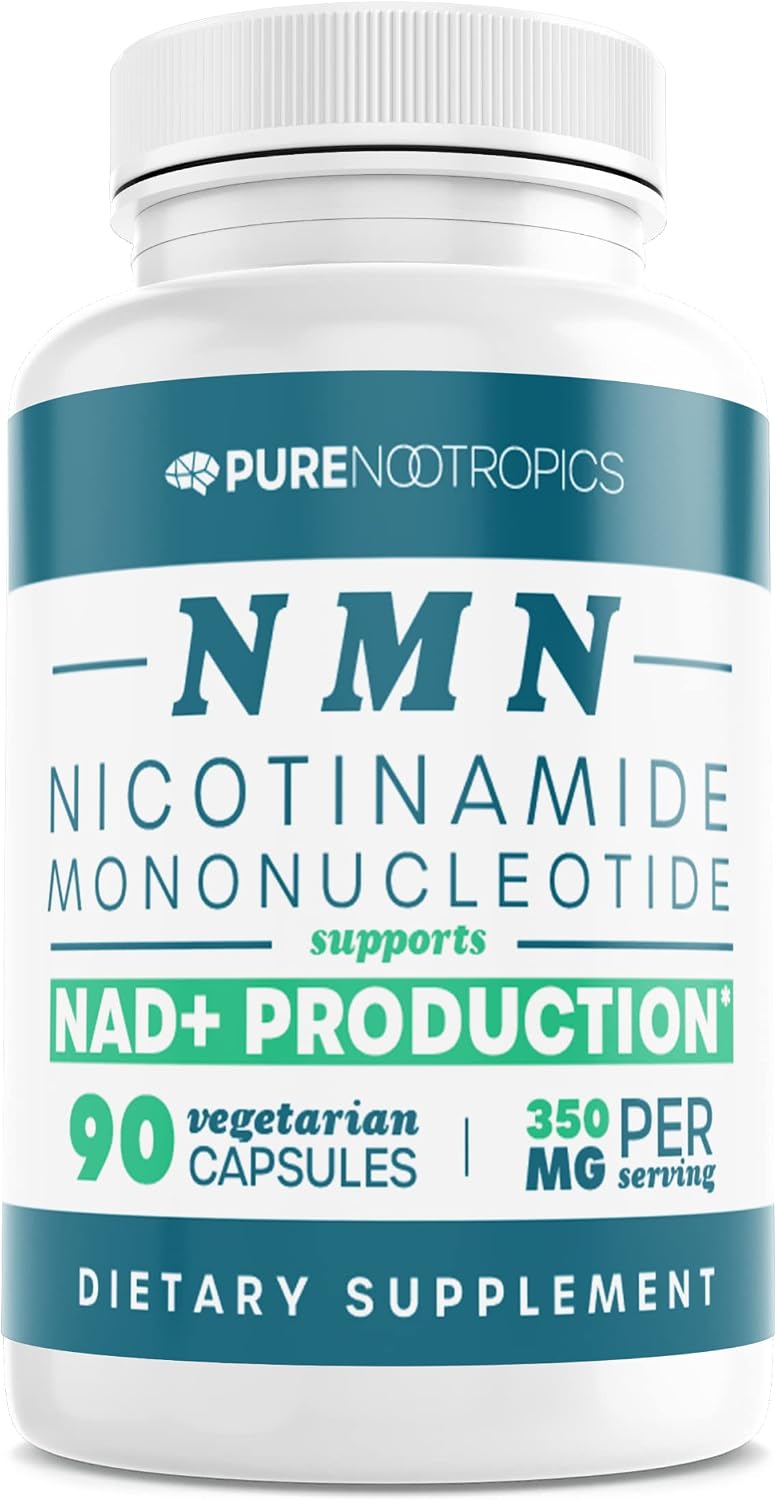 PURENOOTROPICS
NMN
NICOTINAMIDE
MONONUCLEOTIDE
supports
NAD+ PRODUCTION*
90 vegetarian CAPSULES | 350 MG PER serving
DIETARY SUPPLEMENT